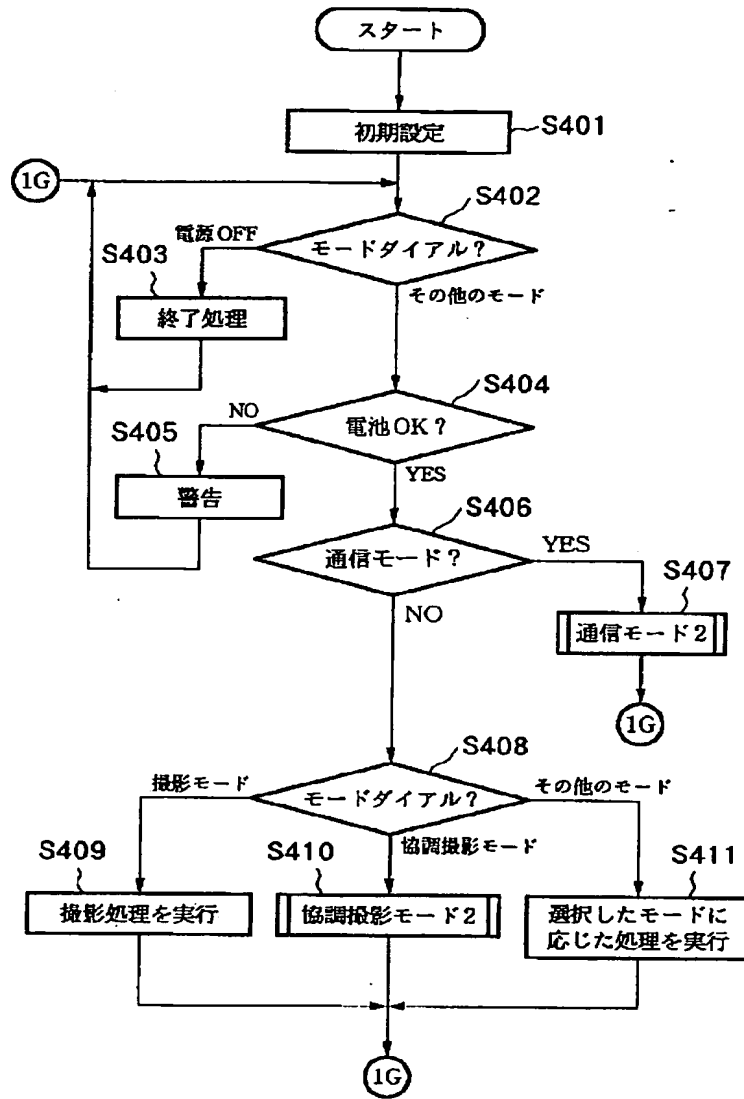 スタート
初期設定
S401
1G
S402
モードダイアル？
電源OFF
S403
終了処理
その他のモード
S404
電池OK？
NO
S405
警告
YES
S406
通信モード？
YES
S407
通信モード2
1G
NO
S408
モードダイアル？
撮影モード
その他のモード
協調撮影モード
S409
撮影処理を実行
S410
協調撮影モード2
S411
選択したモードに
応じた処理を実行
1G